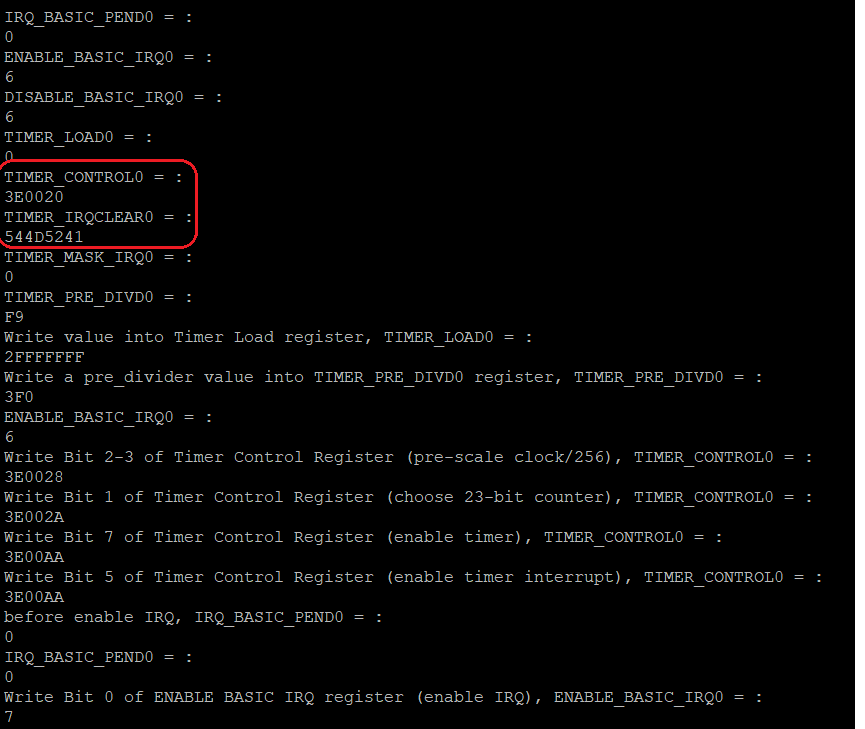 IRQ_BASIC_PEND0 = :
0
ENABLE_BASIC_IRQ0 = :
6
DISABLE_BASIC_IRQ0 = :
6
TIMER_LOAD0 = :
0
TIMER_CONTROL0 = :
3E0020
TIMER_IRQCLEAR0 = :
544D5241
TIMER_MASK_IRQ0 = :
0
TIMER_PRE_DIVD0 = :
F9
Write value into Timer Load register, TIMER_LOAD0 = :
2FFFFFFF
Write a pre_divider value into TIMER_PRE_DIVD0 register, TIMER_PRE_DIVD0 = :
3F0
ENABLE_BASIC_IRQ0 = :
6
Write Bit 2-3 of Timer Control Register (pre-scale clock/256), TIMER_CONTROL0 = :
3E0028
Write Bit 1 of Timer Control Register (choose 23-bit counter), TIMER_CONTROL0 = :
3E002A
Write Bit 7 of Timer Control Register (enable timer), TIMER_CONTROL0 = :
3E00AA
Write Bit 5 of Timer Control Register (enable timer interrupt), TIMER_CONTROL0 = :
3E00AA
before enable IRQ, IRQ_BASIC_PEND0 = :
0
IRQ_BASIC_PEND0 = :
0
Write Bit 0 of ENABLE BASIC IRQ register (enable IRQ), ENABLE_BASIC_IRQ0 = :
7